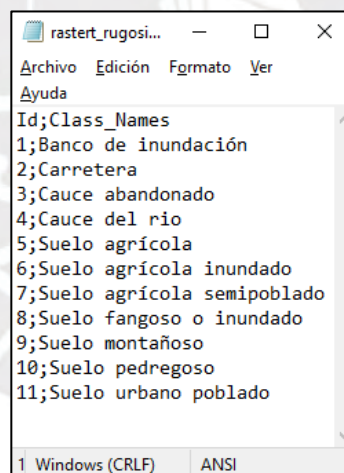 rastert_rugosi...
Archivo Edición Formato Ver
Ayuda
Id;Class_Names
1;Banco de inundación
2;Carretera
3;Cauce abandonado
4;Cauce del rio
5;Suelo agrícola
6;Suelo agrícola inundado
7;Suelo agrícola semipoblado
8;Suelo fangoso o inundado
9;Suelo montañoso
10;Suelo pedregoso
11;Suelo urbano poblado
1 Windows (CRLF) ANSI